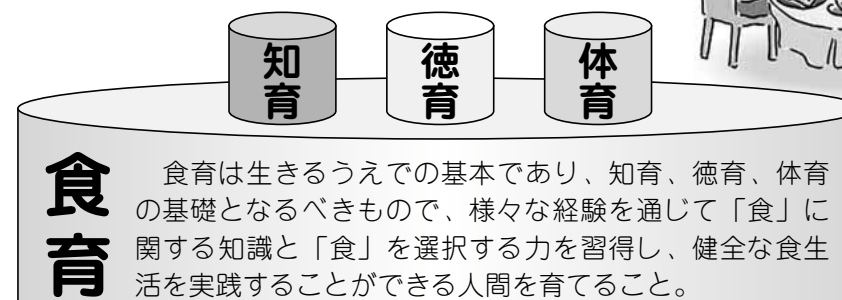 知育
徳育
体育
食育
食育は生きるうえでの基本であり、知育、徳育、体育
の基礎となるべきもので、様々な経験を通じて「食」に
関する知識と「食」を選択する力を習得し、健全な食生
活を実践することができる人間を育てること。